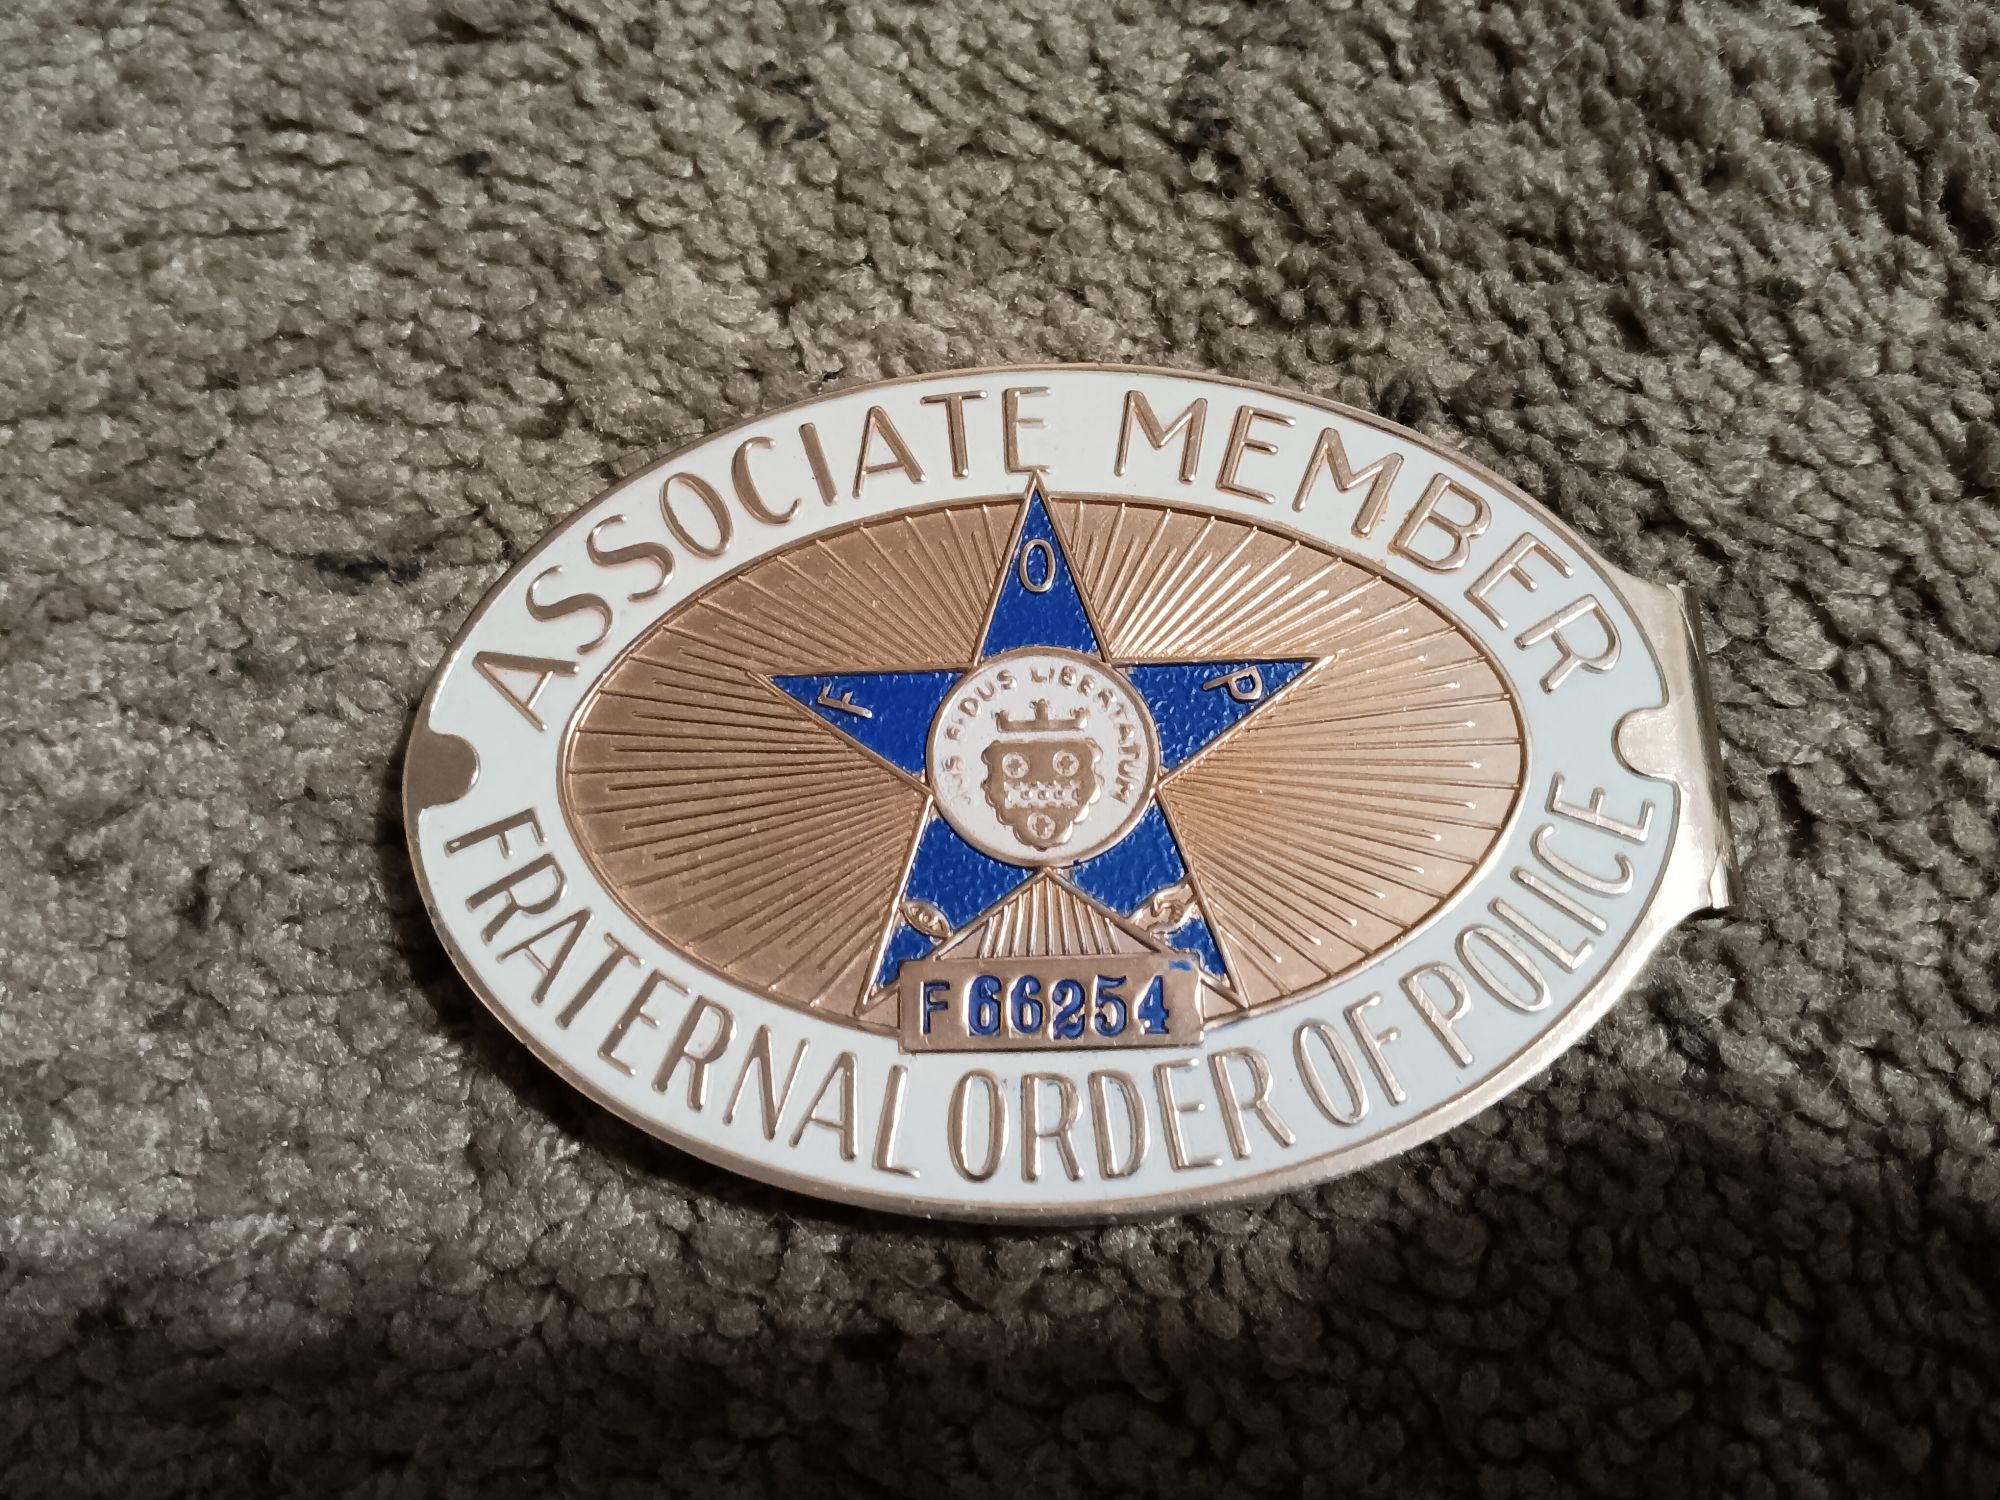 ASSOCIATE MEMBER
O
F
P
JUS FIDUS LIBERTATUM
F 66254
FRATERNAL ORDER OF POLICE